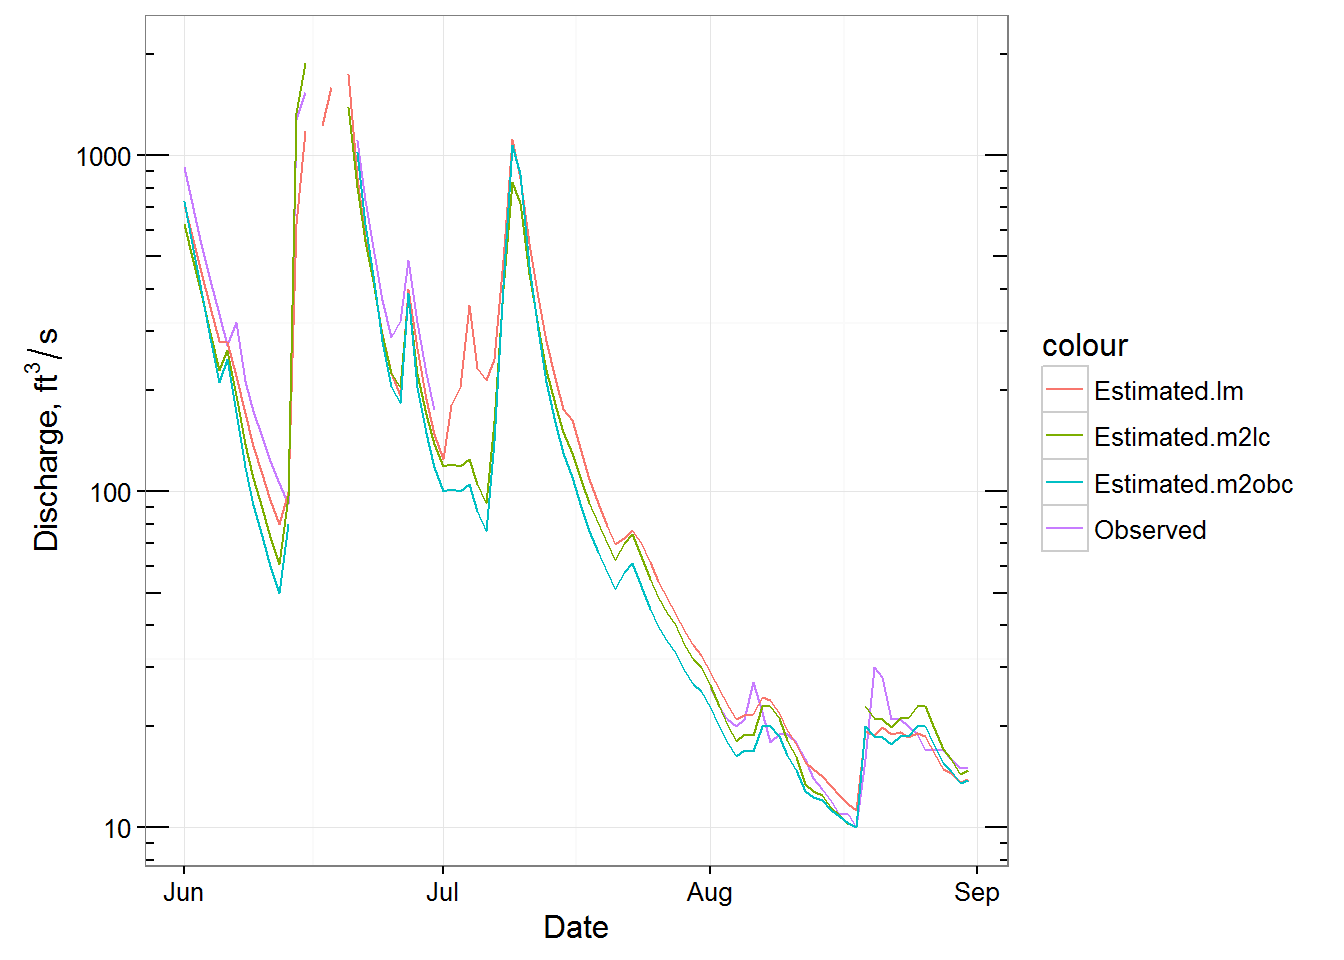 1000
100
10
Discharge, ft³/s
Jun
Jul
Aug
Sep
Date
colour
Estimated.lm
Estimated.m2lc
Estimated.m2obc
Observed